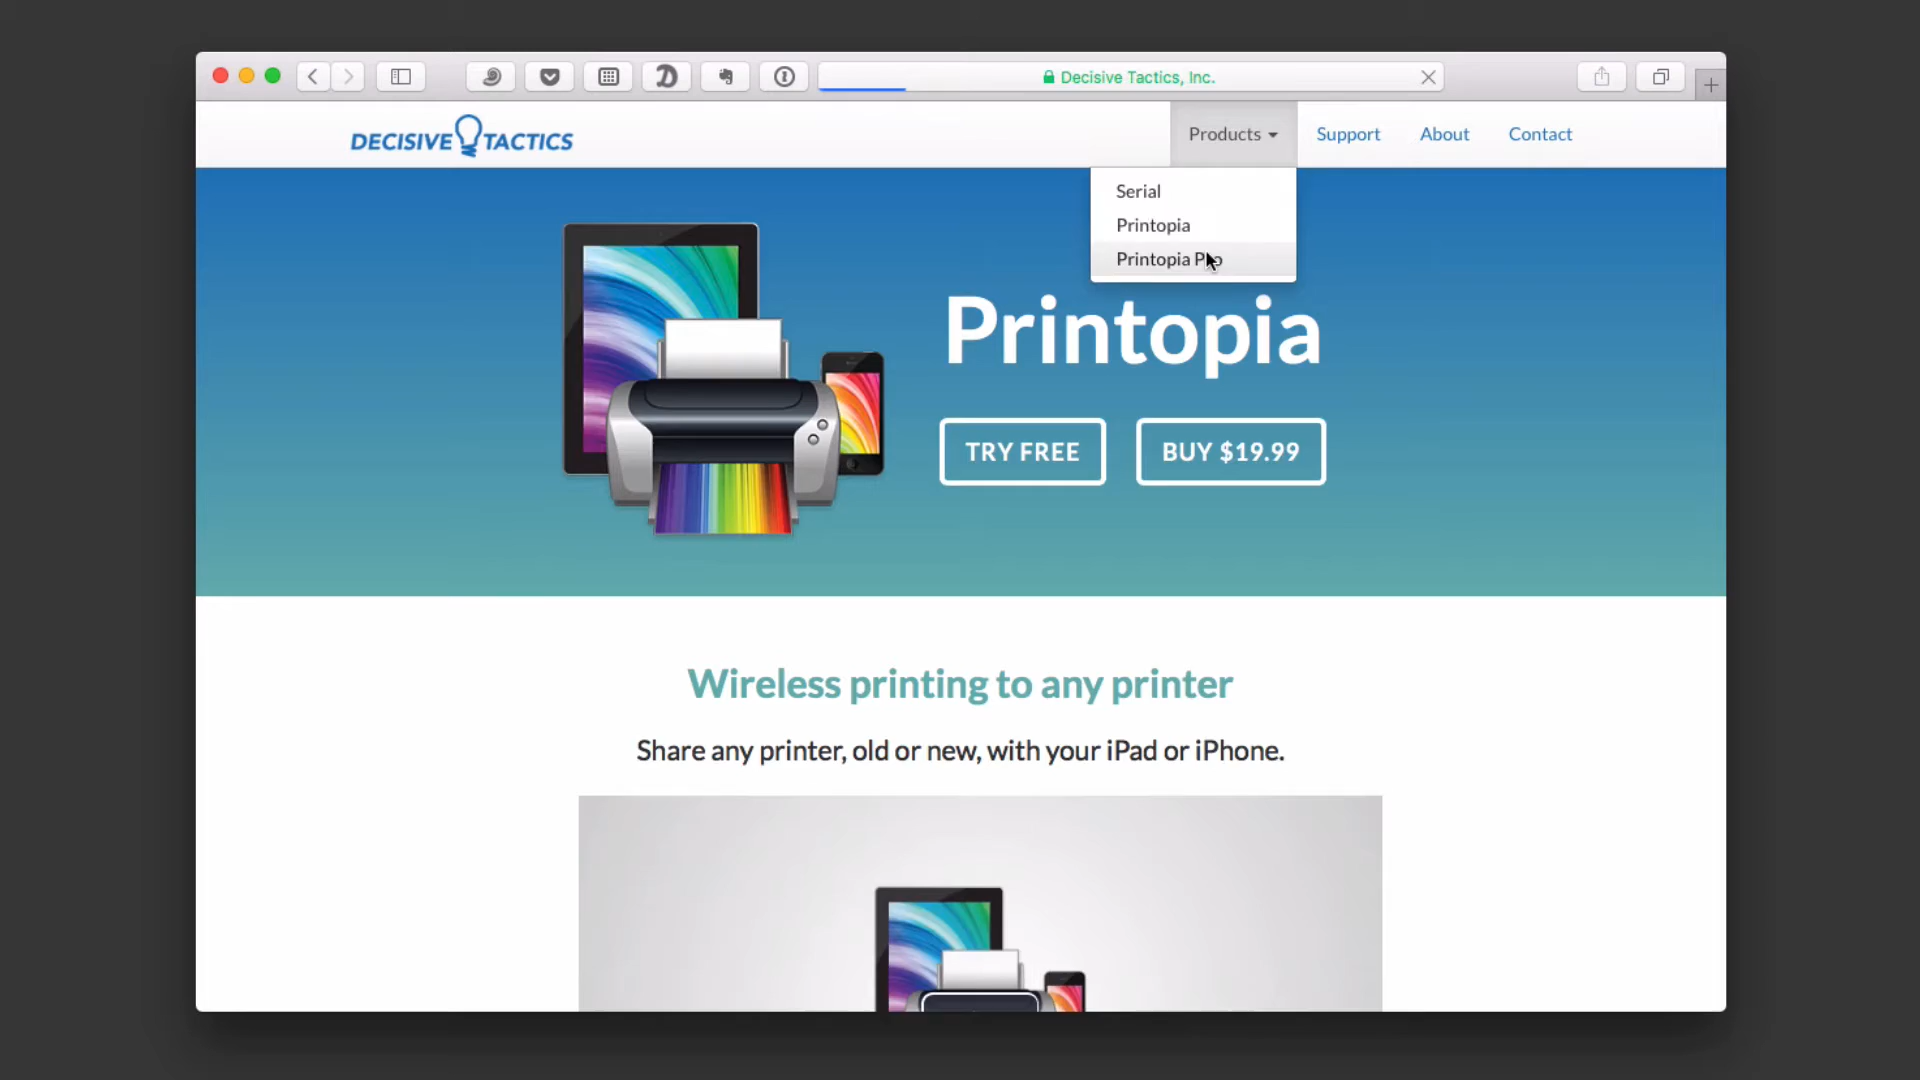 Decisive Tactics, Inc.
DECISIVE TACTICS
Products
Support
About
Contact
Serial
Printopia
Printopia Pro
Printopia
TRY FREE
BUY $19.99
Wireless printing to any printer
Share any printer, old or new, with your iPad or iPhone.